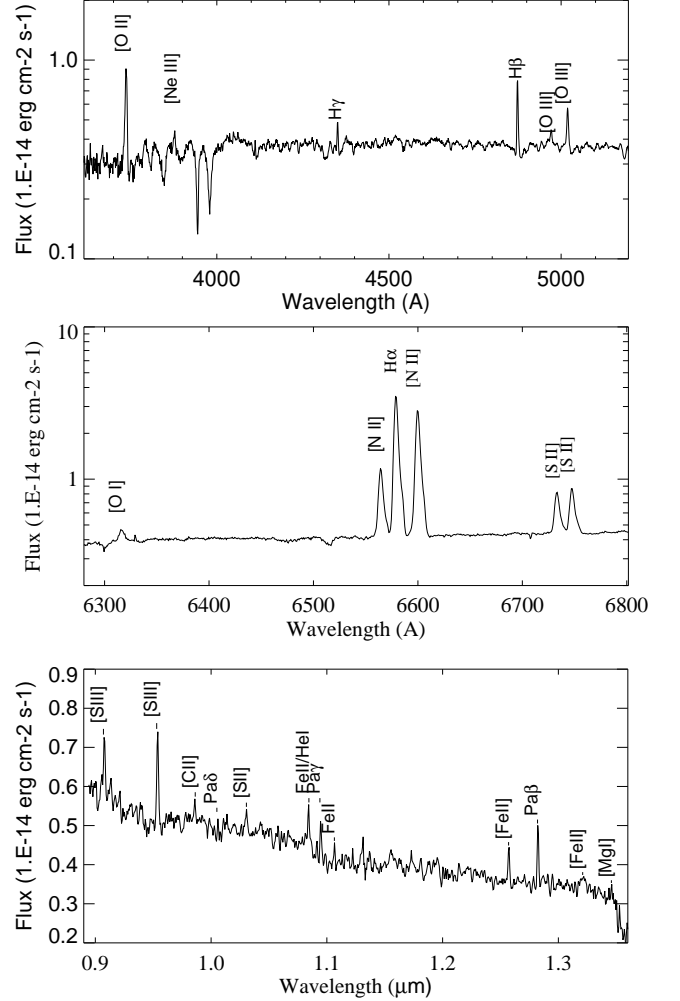 [O II]
[Ne III]
Hγ
Hβ
[O III]
[O III]
Flux (1.E-14 erg cm-2 s-1)
1.0
0.1
4000
4500
5000
Wavelength (A)
Hα
[N II]
[N II]
[O I]
[S II]
[S II]
Flux (1.E-14 erg cm-2 s-1)
10
1
6300
6400
6500
6600
6700
6800
Wavelength (A)
[SIII]
[SIII]
[CII]
Paδ
[SII]
FeII/HeI
Paγ
FeII
[FeII]
Paβ
[FeII]
[MgI]
Flux (1.E-14 erg cm-2 s-1)
0.9
0.8
0.7
0.6
0.5
0.4
0.3
0.2
0.9
1.0
1.1
1.2
1.3
Wavelength (μm)